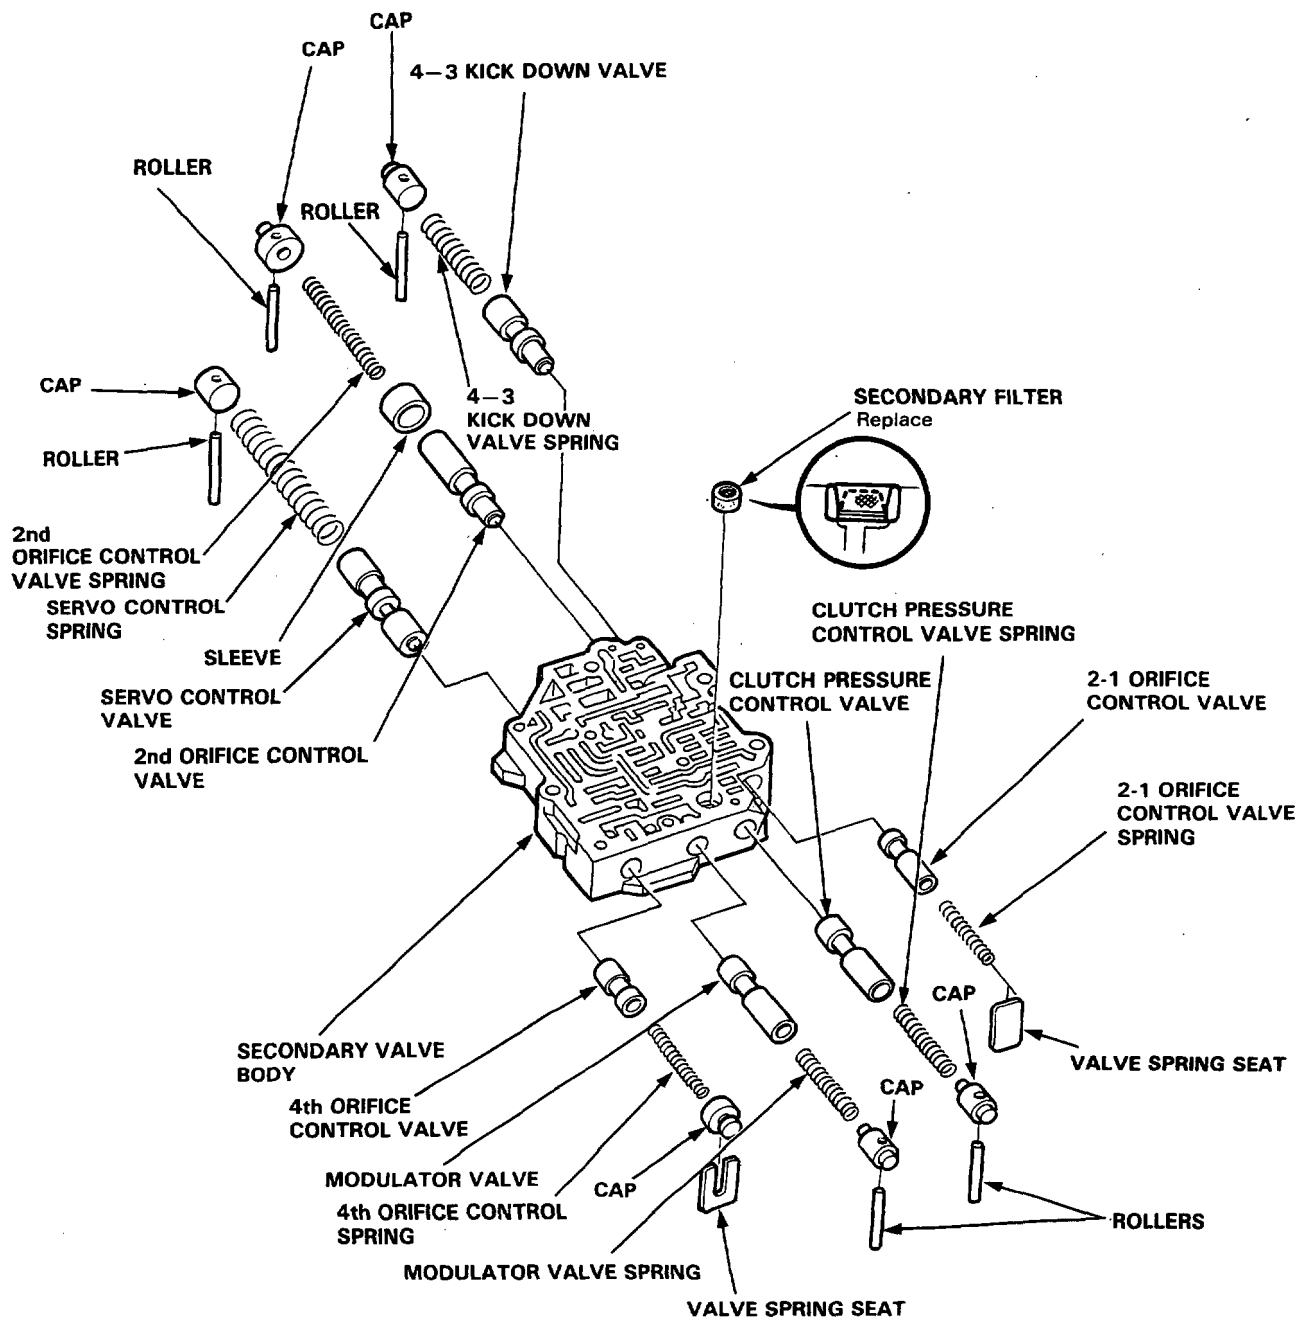 CAP
CAP
4-3 KICK DOWN VALVE
ROLLER
ROLLER
CAP
4-3
KICK DOWN
VALVE SPRING
SECONDARY FILTER
Replace
ROLLER
2nd
ORIFICE CONTROL
VALVE SPRING
SERVO CONTROL
SPRING
SLEEVE
SERVO CONTROL
VALVE
2nd ORIFICE CONTROL
VALVE
CLUTCH PRESSURE
CONTROL VALVE SPRING
CLUTCH PRESSURE
CONTROL VALVE
2-1 ORIFICE
CONTROL VALVE
2-1 ORIFICE
CONTROL VALVE
SPRING
CAP
VALVE SPRING SEAT
SECONDARY VALVE
BODY
4th ORIFICE
CONTROL VALVE
CAP
MODULATOR VALVE
CAP
4th ORIFICE CONTROL
SPRING
ROLLERS
MODULATOR VALVE SPRING
VALVE SPRING SEAT